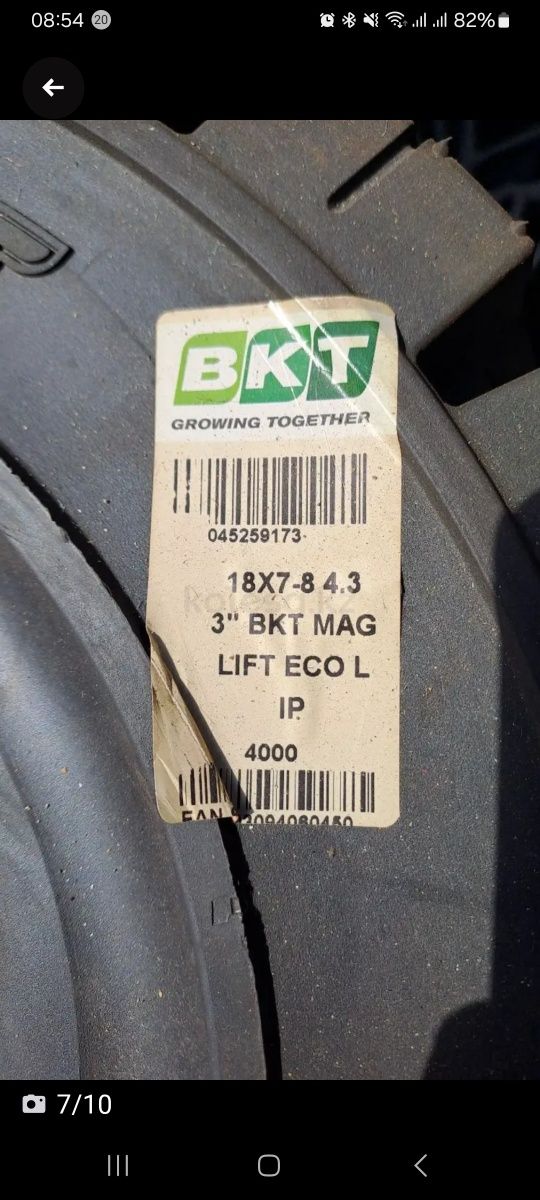 08:54 20 82%
BKT
GROWING TOGETHER
045259173
18X7-8 4.3
3" BKT MAG
LIFT ECO L
IP
4000
EAN
7/10